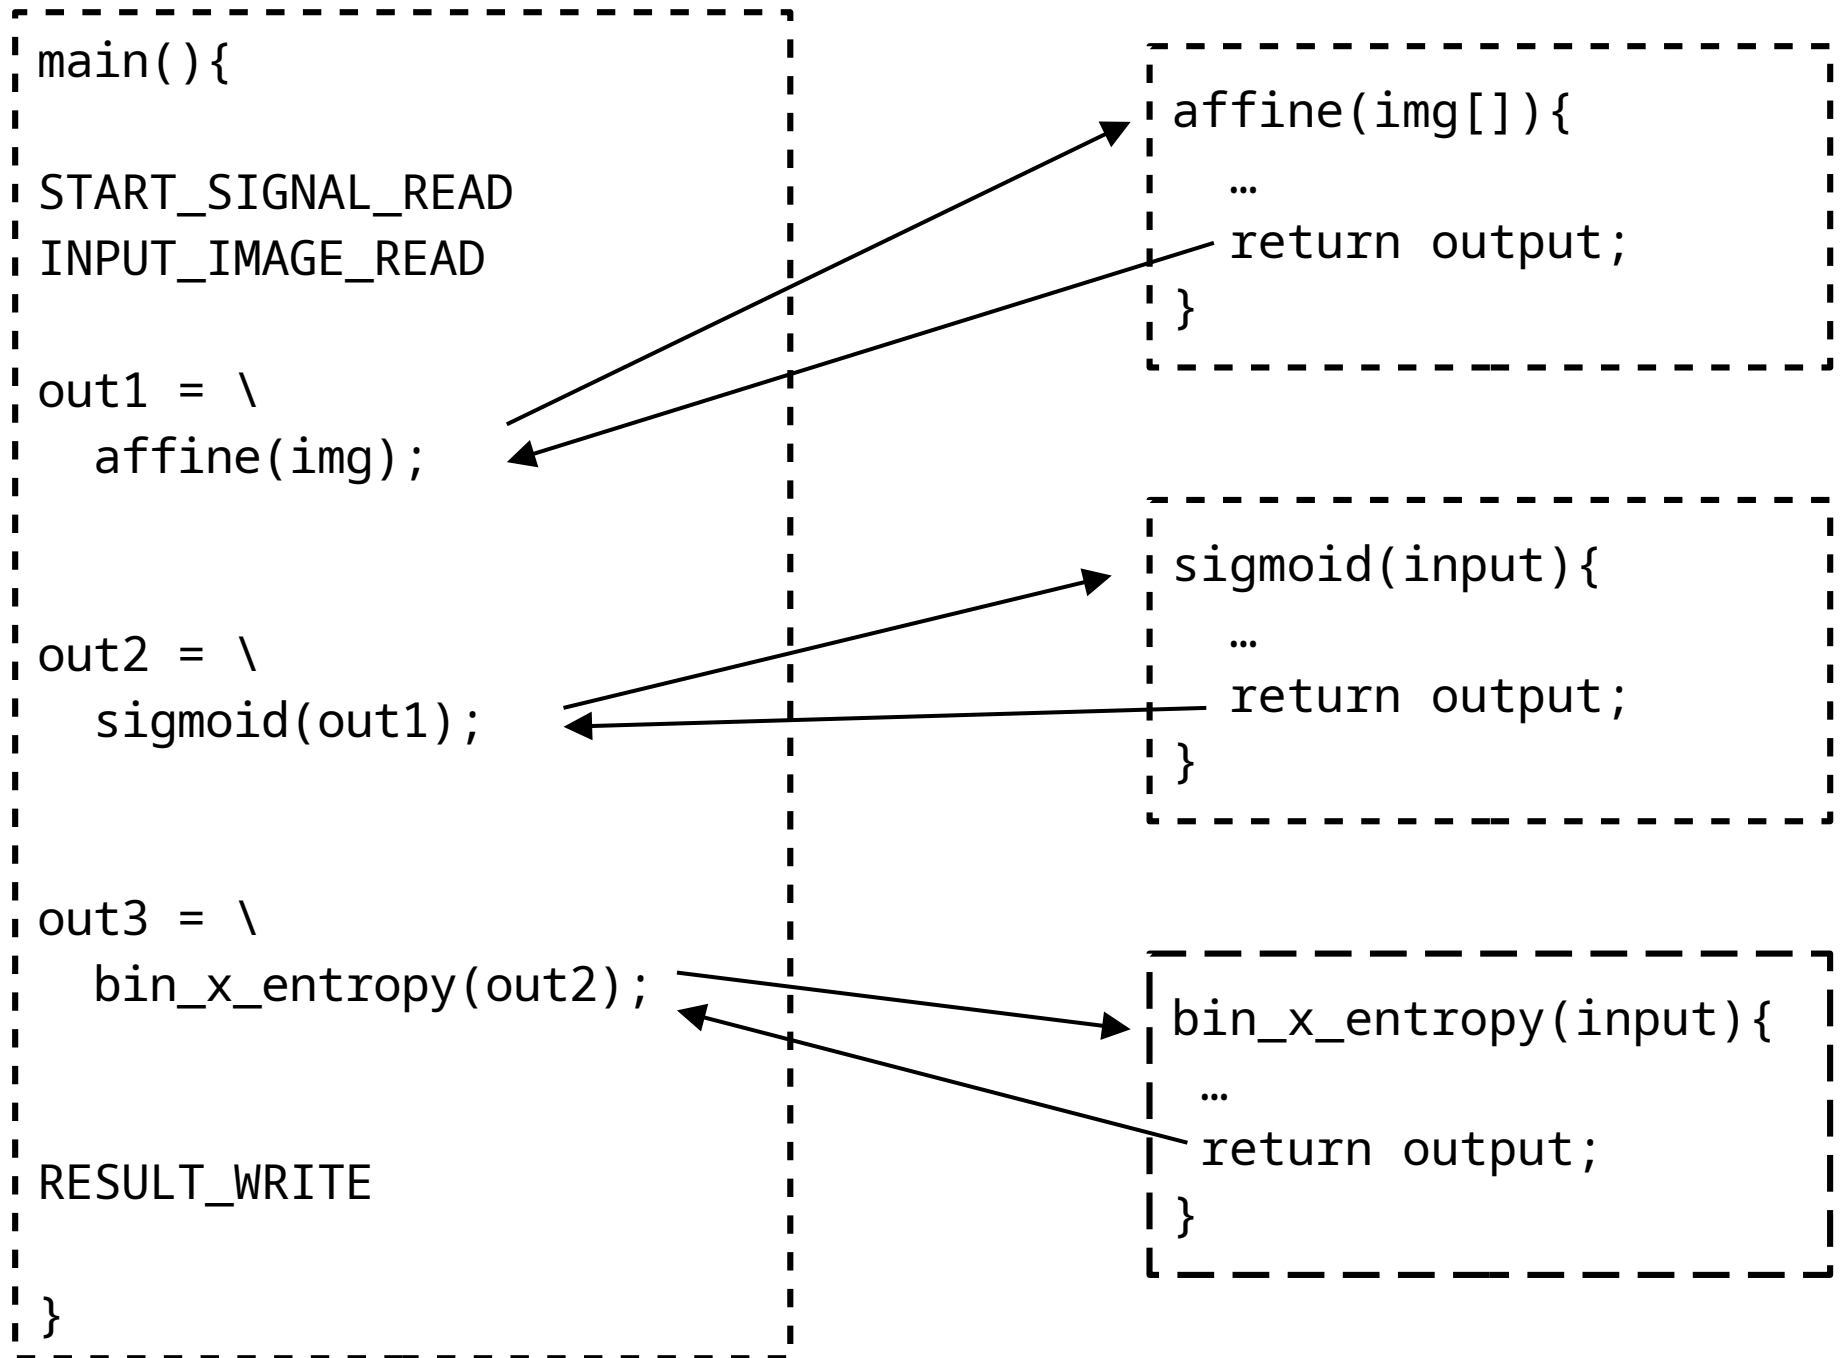 main(){
START_SIGNAL_READ
INPUT_IMAGE_READ
out1 = \
affine(img);
out2 = \
sigmoid(out1);
out3 = \
bin_x_entropy(out2);
RESULT_WRITE
}
affine(img[]){
…
return output;
}
sigmoid(input){
…
return output;
}
bin_x_entropy(input){
…
return output;
}